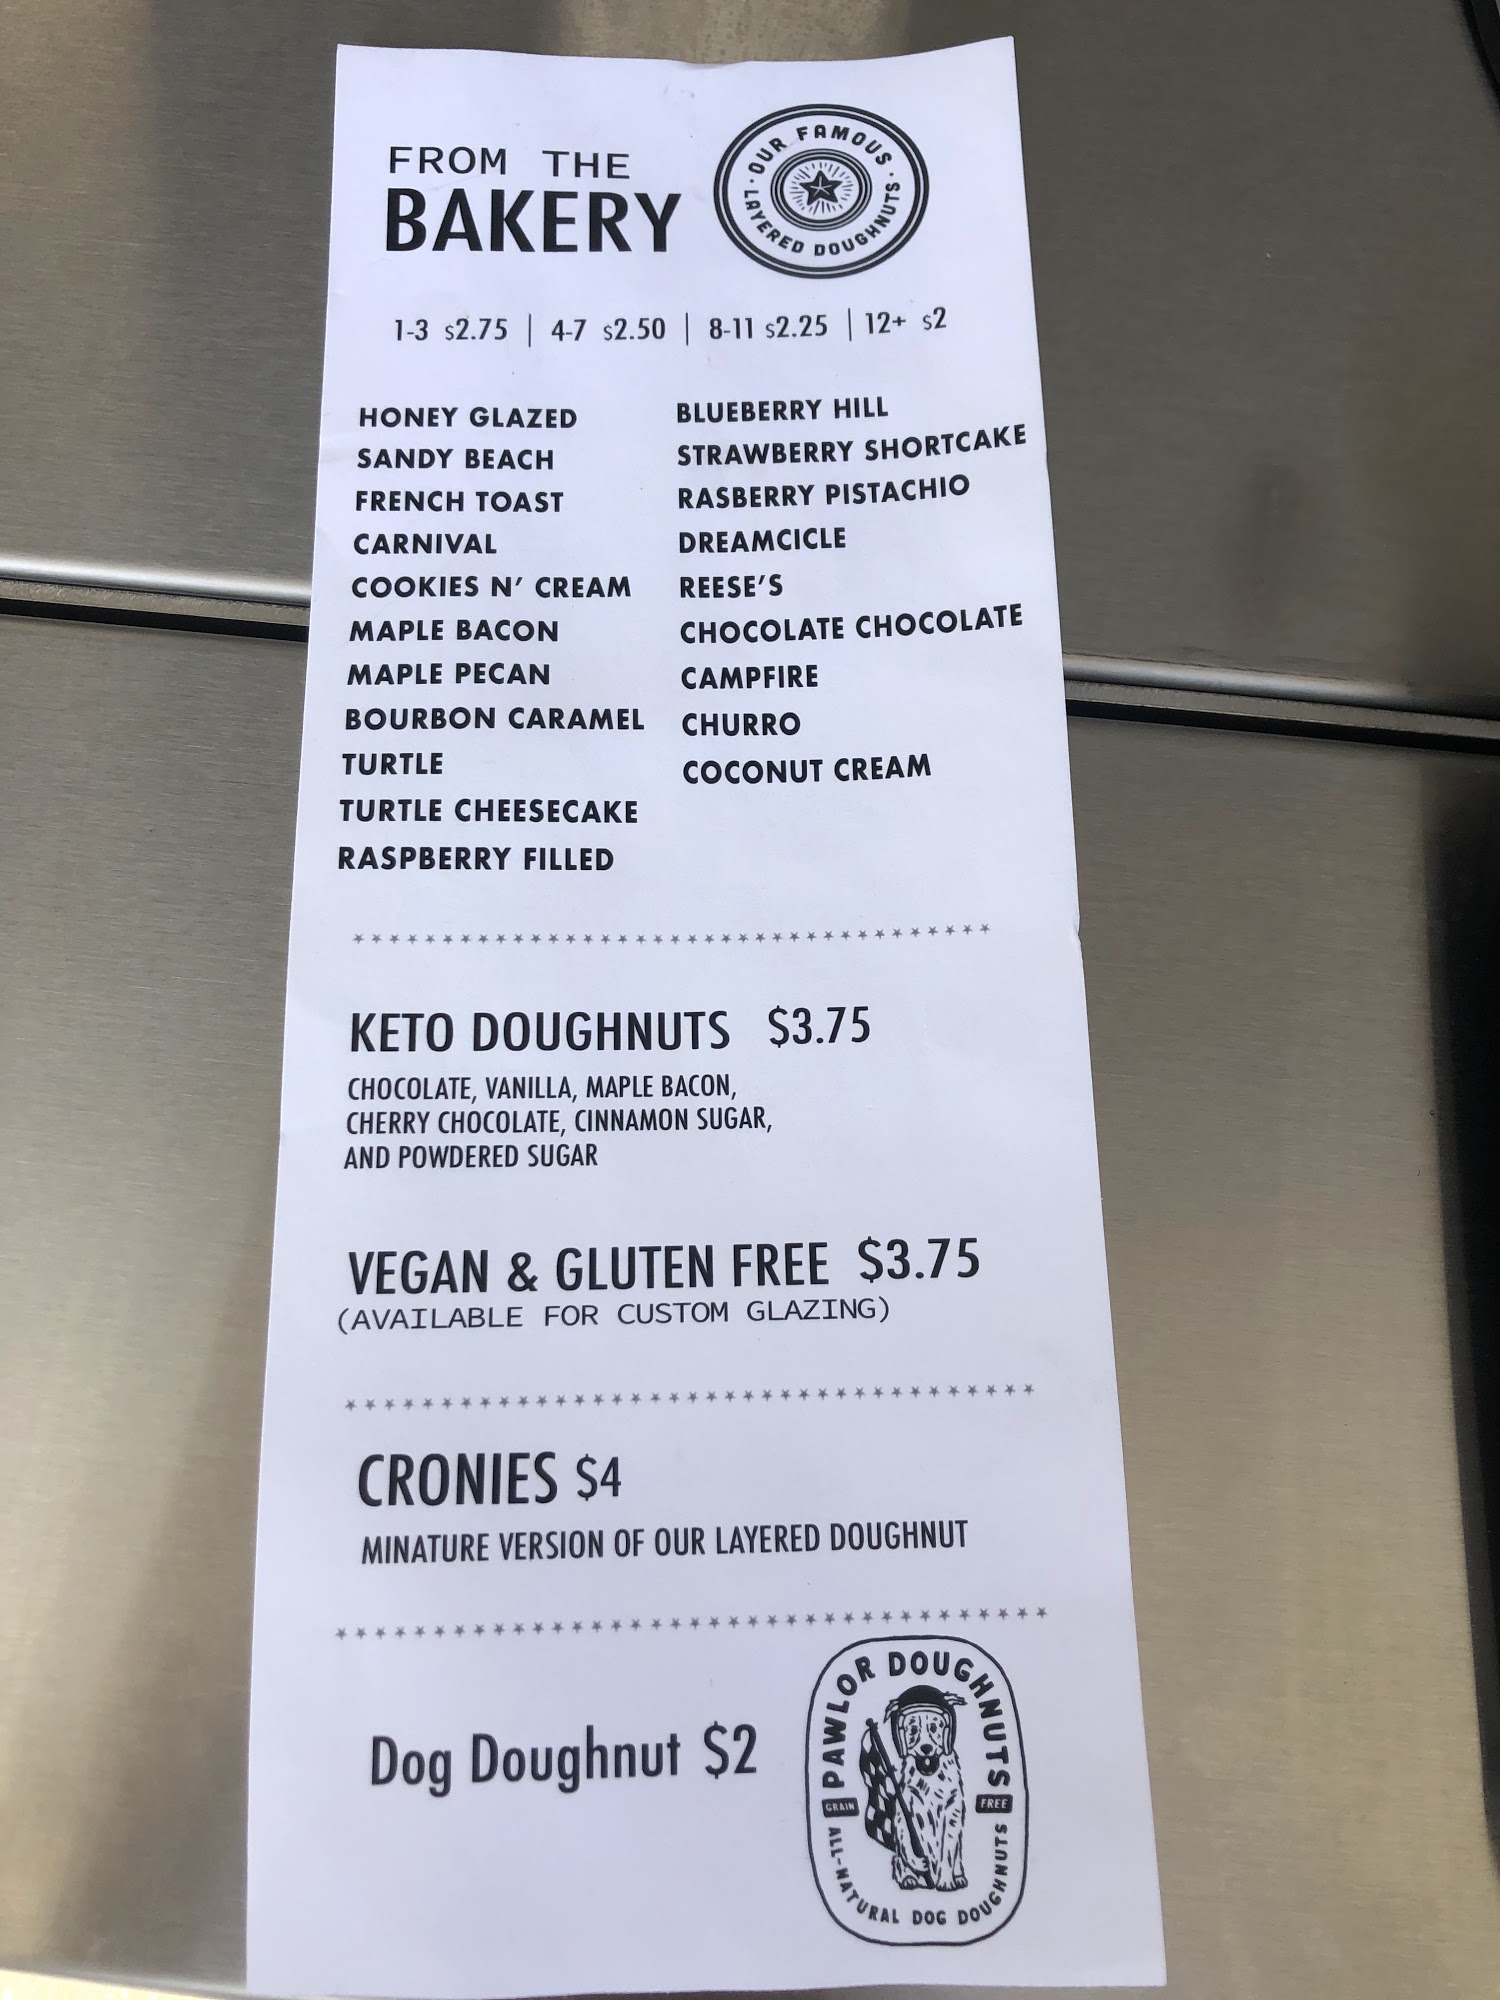 FROM THE
BAKERY
· OUR FAMOUS ·
LAYERED DOUGHNUTS
1-3 $2.75 | 4-7 $2.50 | 8-11 $2.25 | 12+ $2
HONEY GLAZED
SANDY BEACH
FRENCH TOAST
CARNIVAL
COOKIES N' CREAM
MAPLE BACON
MAPLE PECAN
BOURBON CARAMEL
TURTLE
TURTLE CHEESECAKE
RASPBERRY FILLED
BLUEBERRY HILL
STRAWBERRY SHORTCAKE
RASBERRY PISTACHIO
DREAMCICLE
REESE'S
CHOCOLATE CHOCOLATE
CAMPFIRE
CHURRO
COCONUT CREAM
KETO DOUGHNUTS $3.75
CHOCOLATE, VANILLA, MAPLE BACON,
CHERRY CHOCOLATE, CINNAMON SUGAR,
AND POWDERED SUGAR
VEGAN & GLUTEN FREE $3.75
(AVAILABLE FOR CUSTOM GLAZING)
CRONIES $4
MINATURE VERSION OF OUR LAYERED DOUGHNUT
Dog Doughnut $2
PAWLOR DOUGHNUTS
GRAIN FREE
ALL-NATURAL DOG DOUGHNUTS